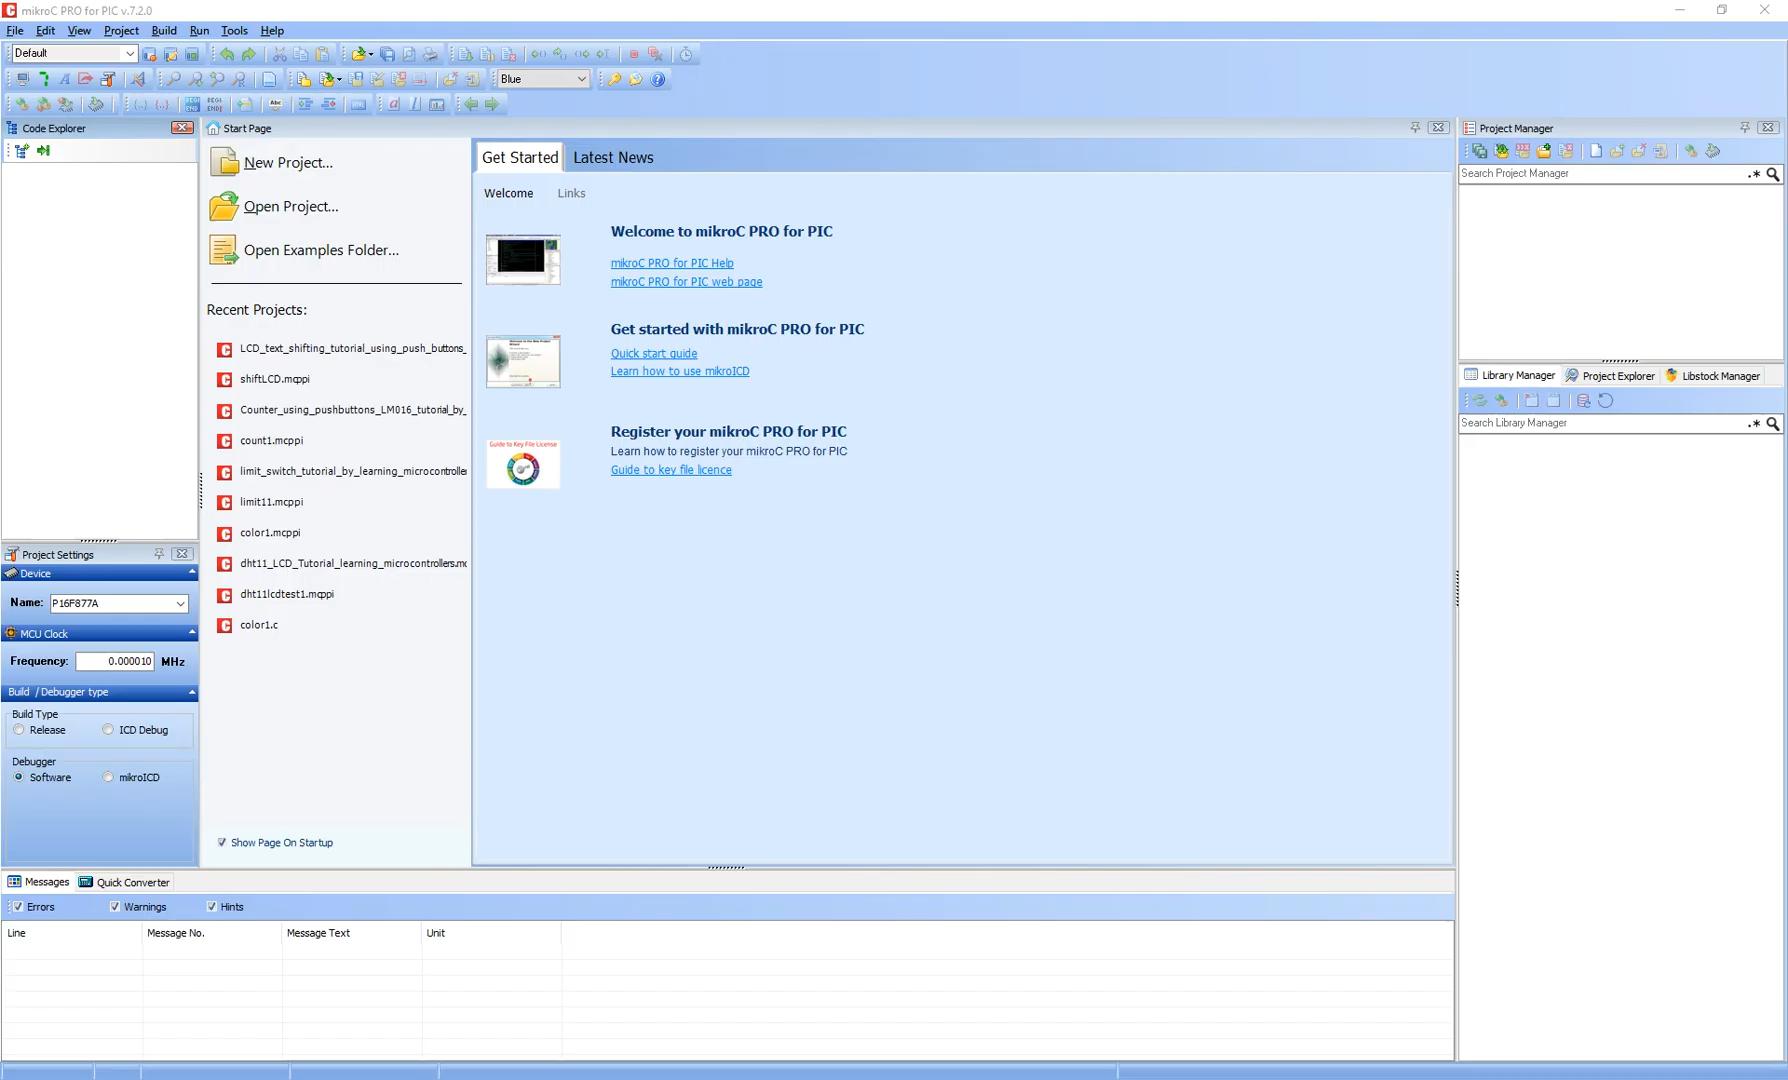 mikroC PRO for PIC v.7.2.0
File Edit View Project Build Run Tools Help
Default
Blue
Code Explorer
Start Page
Project Manager
New Project...
Open Project...
Open Examples Folder...
Recent Projects:
LCD_text_shifting_tutorial_using_push_buttons_
shiftLCD.mcppi
Counter_using_pushbuttons_LM016_tutorial_by_
count1.mcppi
limit_switch_tutorial_by_learning_microcontroller
limit11.mcppi
color1.mcppi
dht11_LCD_Tutorial_learning_microcontrollers.mc
dht11lcdtest1.mcppi
color1.c
Show Page On Startup
Get Started Latest News
Welcome Links
Welcome to mikroC PRO for PIC
mikroC PRO for PIC Help
mikroC PRO for PIC web page
Get started with mikroC PRO for PIC
Quick start guide
Learn how to use mikroICD
Guide to Key File License
Register your mikroC PRO for PIC
Learn how to register your mikroC PRO for PIC
Guide to key file licence
Search Project Manager
Library Manager Project Explorer Libstock Manager
Search Library Manager
Project Settings
Device
Name: P16F877A
MCU Clock
Frequency: 0.000010 MHz
Build / Debugger type
Build Type
Release ICD Debug
Debugger
Software mikroICD
Messages Quick Converter
Errors Warnings Hints
Line Message No. Message Text Unit